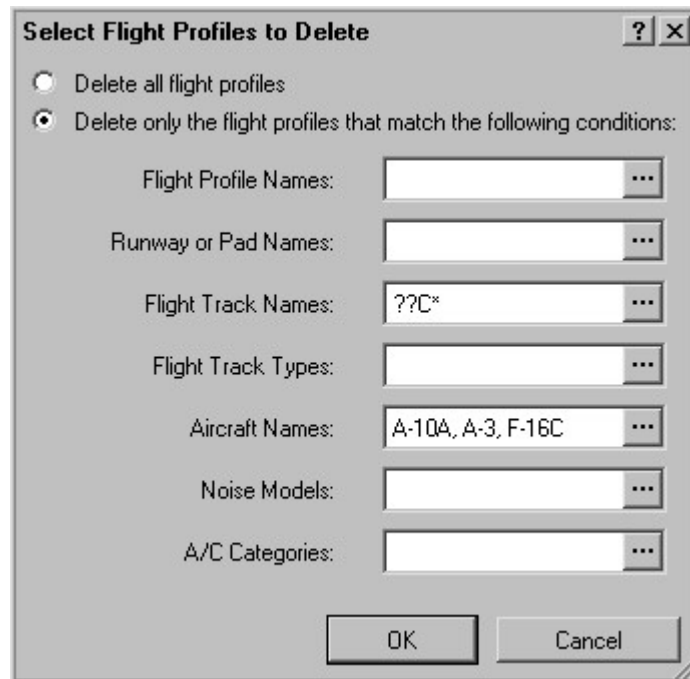 Select Flight Profiles to Delete ? ×
Delete all flight profiles
Delete only the flight profiles that match the following conditions:
Flight Profile Names: ...
Runway or Pad Names: ...
Flight Track Names: ??C* ...
Flight Track Types: ...
Aircraft Names: A-10A, A-3, F-16C ...
Noise Models: ...
A/C Categories: ...
OK Cancel